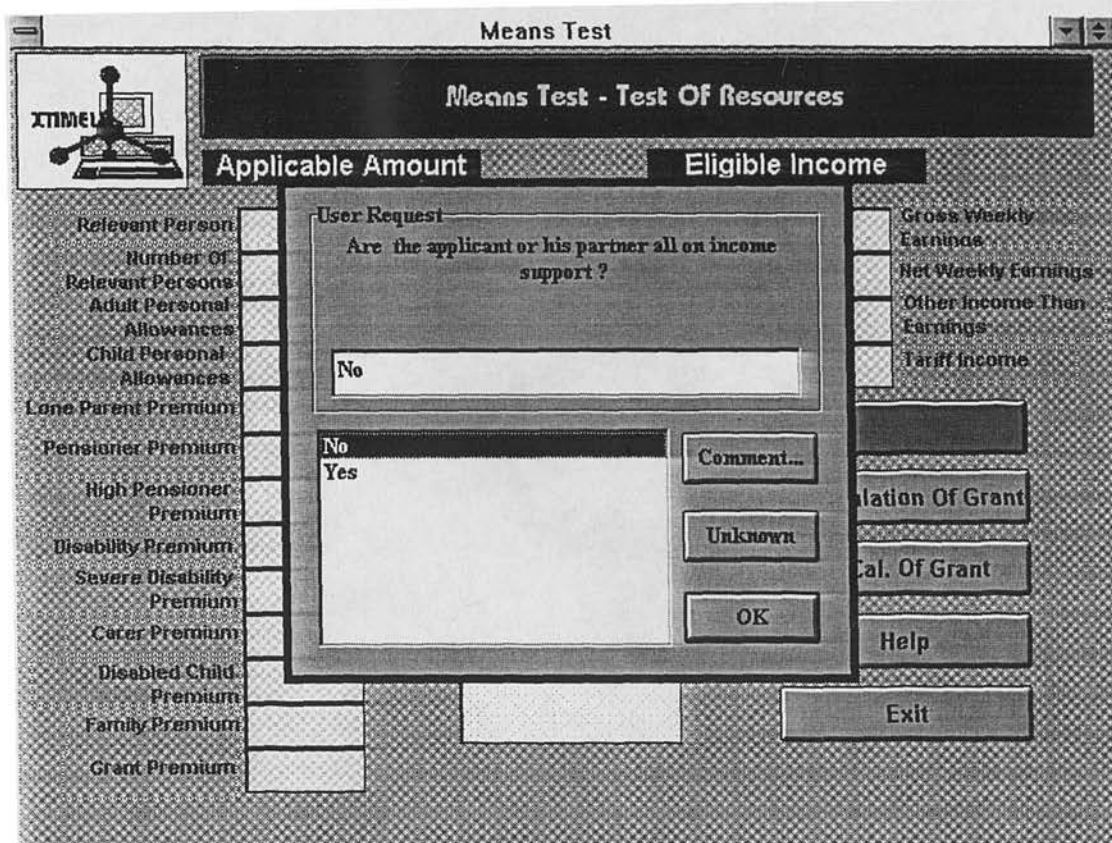 Means Test
Means Test - Test Of Resources
Applicable Amount
Eligible Income
Relevant Person
Number Of
Relevant Persons
Adult Personal
Allowances
Child Personal
Allowances
Lone Parent Premium
Pensioner Premium
High Pensioner
Premium
Disability Premium
Severe Disability
Premium
Carer Premium
Disabled Child
Premium
Family Premium
Grant Premium
User Request
Are the applicant or his partner all on income
support ?
No
No
Yes
Comment...
Unknown
OK
Gross Weekly
Earnings
Net Weekly Earnings
Other Income Than
Earnings
Tariff Income
lation Of Grant
Cal. Of Grant
Help
Exit